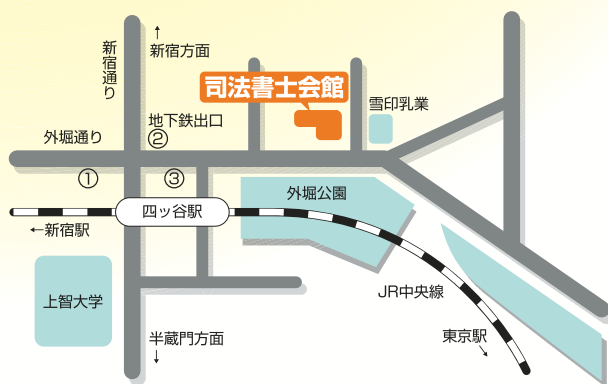 新宿通り
↑
新宿方面
司法書士会館
雪印乳業
地下鉄出口
②
外堀通り
①
③
外堀公園
四ッ谷駅
←新宿駅
上智大学
JR中央線
東京駅
↘
半蔵門方面
↓